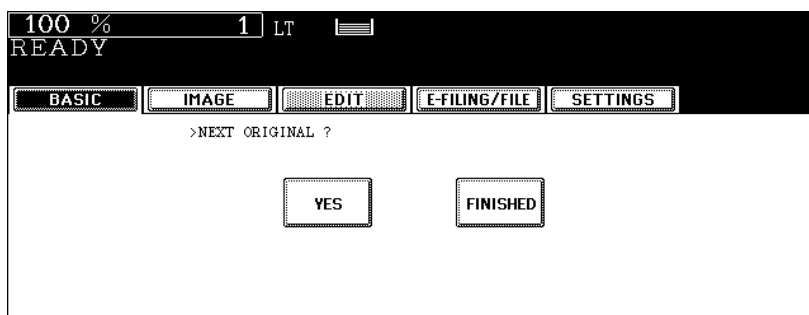 100 % 1 LT
READY
BASIC IMAGE EDIT E-FILING/FILE SETTINGS
>NEXT ORIGINAL ?
YES FINISHED